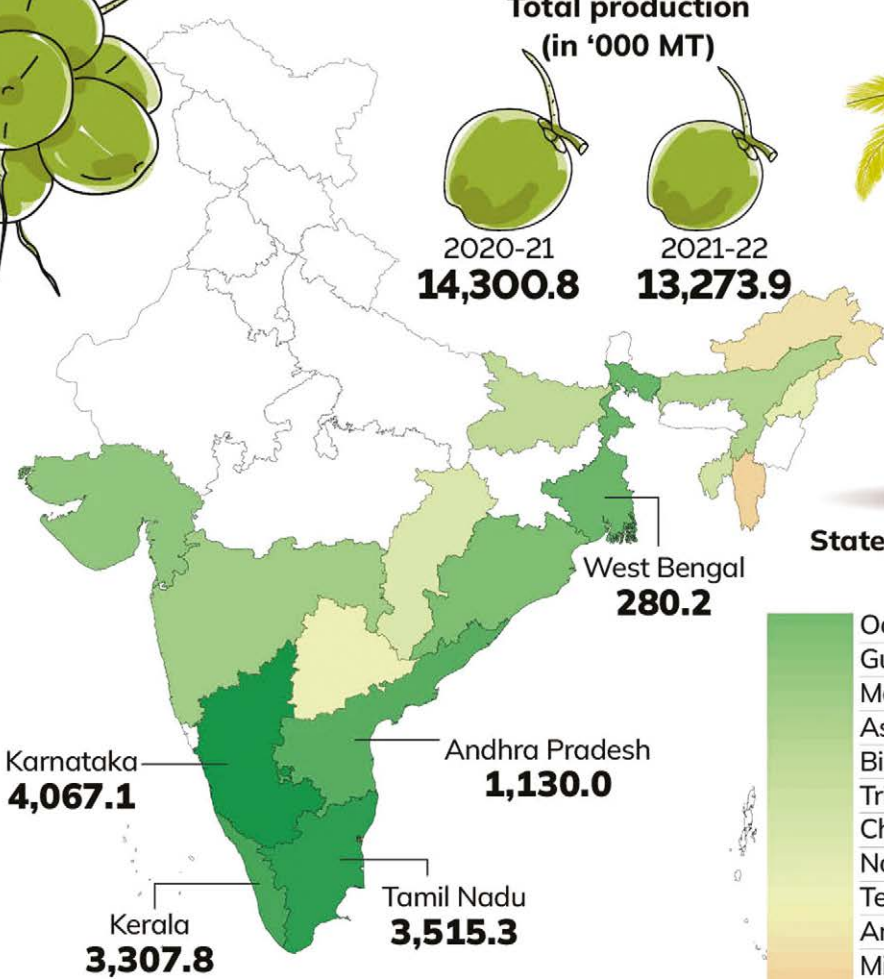 Total production
(in ‘000 MT)
2020-21
14,300.8
2021-22
13,273.9
West Bengal
280.2
State
Andhra Pradesh
1,130.0
Karnataka
4,067.1
Tamil Nadu
3,515.3
Kerala
3,307.8